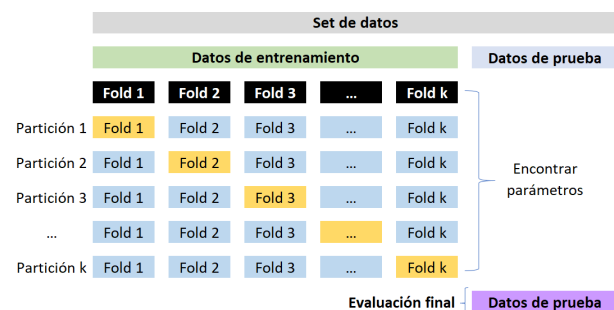 Set de datos
Datos de entrenamiento Datos de prueba
Fold 1 Fold 2 Fold 3 ... Fold k
Partición 1 Fold 1 Fold 2 Fold 3 ... Fold k
Partición 2 Fold 1 Fold 2 Fold 3 ... Fold k
Partición 3 Fold 1 Fold 2 Fold 3 ... Fold k
... Fold 1 Fold 2 Fold 3 ... Fold k
Partición k Fold 1 Fold 2 Fold 3 ... Fold k
Encontrar
parámetros
Evaluación final Datos de prueba